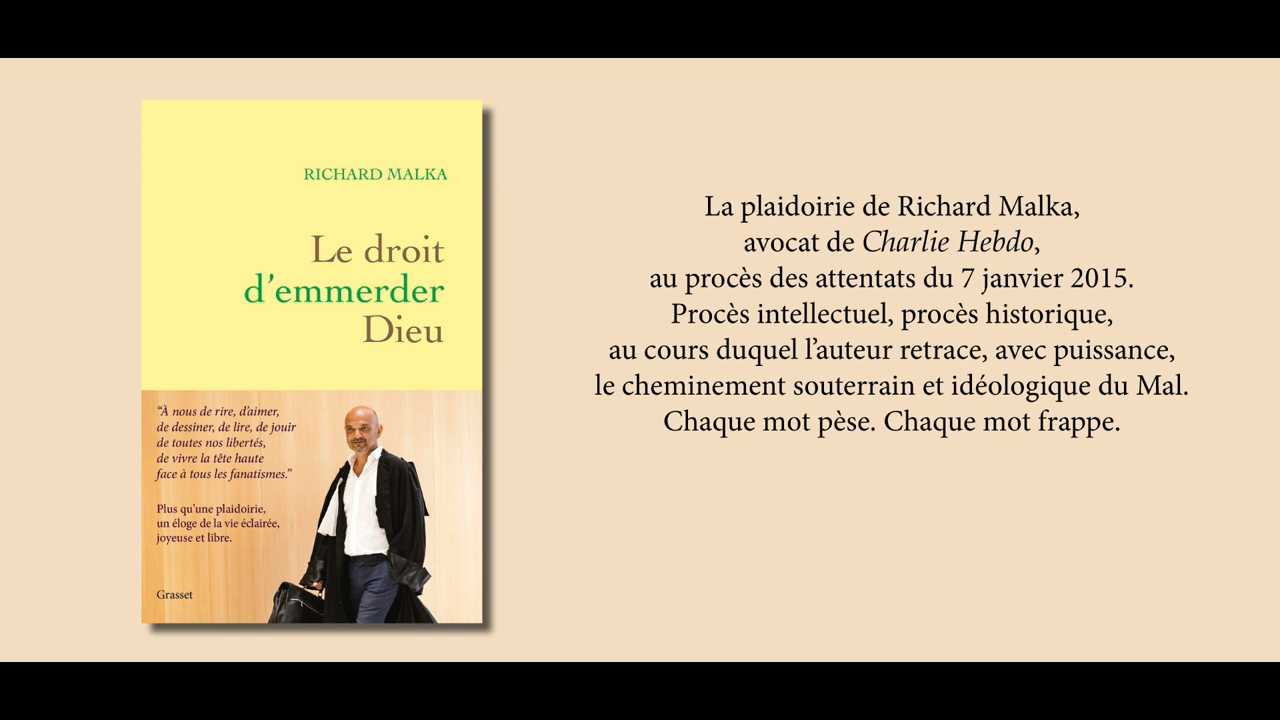 RICHARD MALKA
Le droit
d’emmerder
Dieu
“À nous de rire, d’aimer,
de dessiner, de lire, de jouir
de toutes nos libertés,
de vivre la tête haute
face à tous les fanatismes.”
Plus qu’une plaidoirie,
un éloge de la vie éclairée,
joyeuse et libre.
Grasset
La plaidoirie de Richard Malka,
avocat de Charlie Hebdo,
au procès des attentats du 7 janvier 2015.
Procès intellectuel, procès historique,
au cours duquel l’auteur retrace, avec puissance,
le cheminement souterrain et idéologique du Mal.
Chaque mot pèse. Chaque mot frappe.